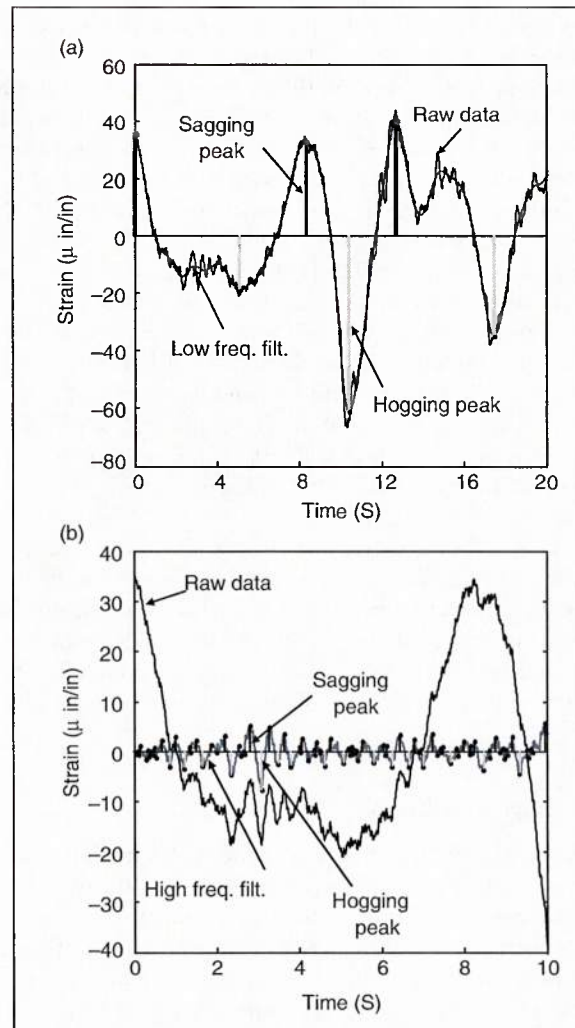 (a)
60
40
20
0
−20
−40
−60
−80
Strain (μ in/in)
Sagging
peak
Raw data
Low freq. filt.
Hogging peak
0
4
8
12
16
20
Time (S)
(b)
40
30
20
10
0
−10
−20
−30
−40
Strain (μ in/in)
Raw data
Sagging
peak
High freq. filt.
Hogging
peak
0
2
4
6
8
10
Time (S)